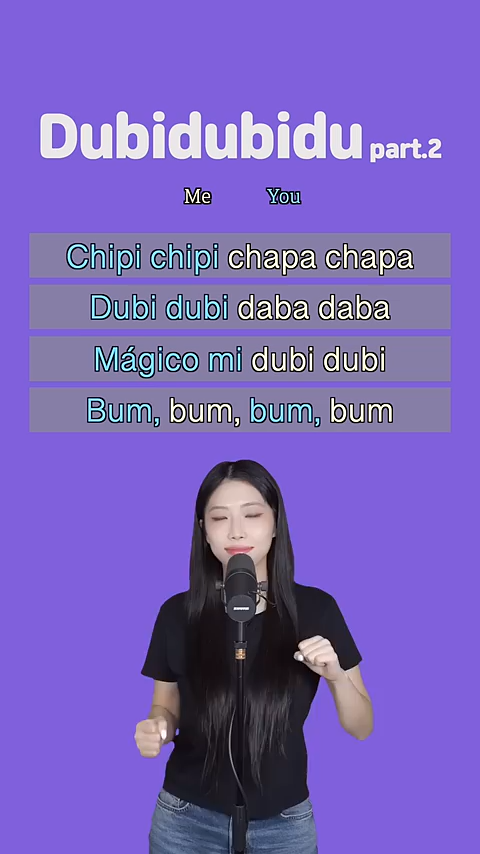 Dubidubidu part.2
Me You
Chipi chipi chapa chapa
Dubi dubi daba daba
Mágico mi dubi dubi
Bum, bum, bum, bum